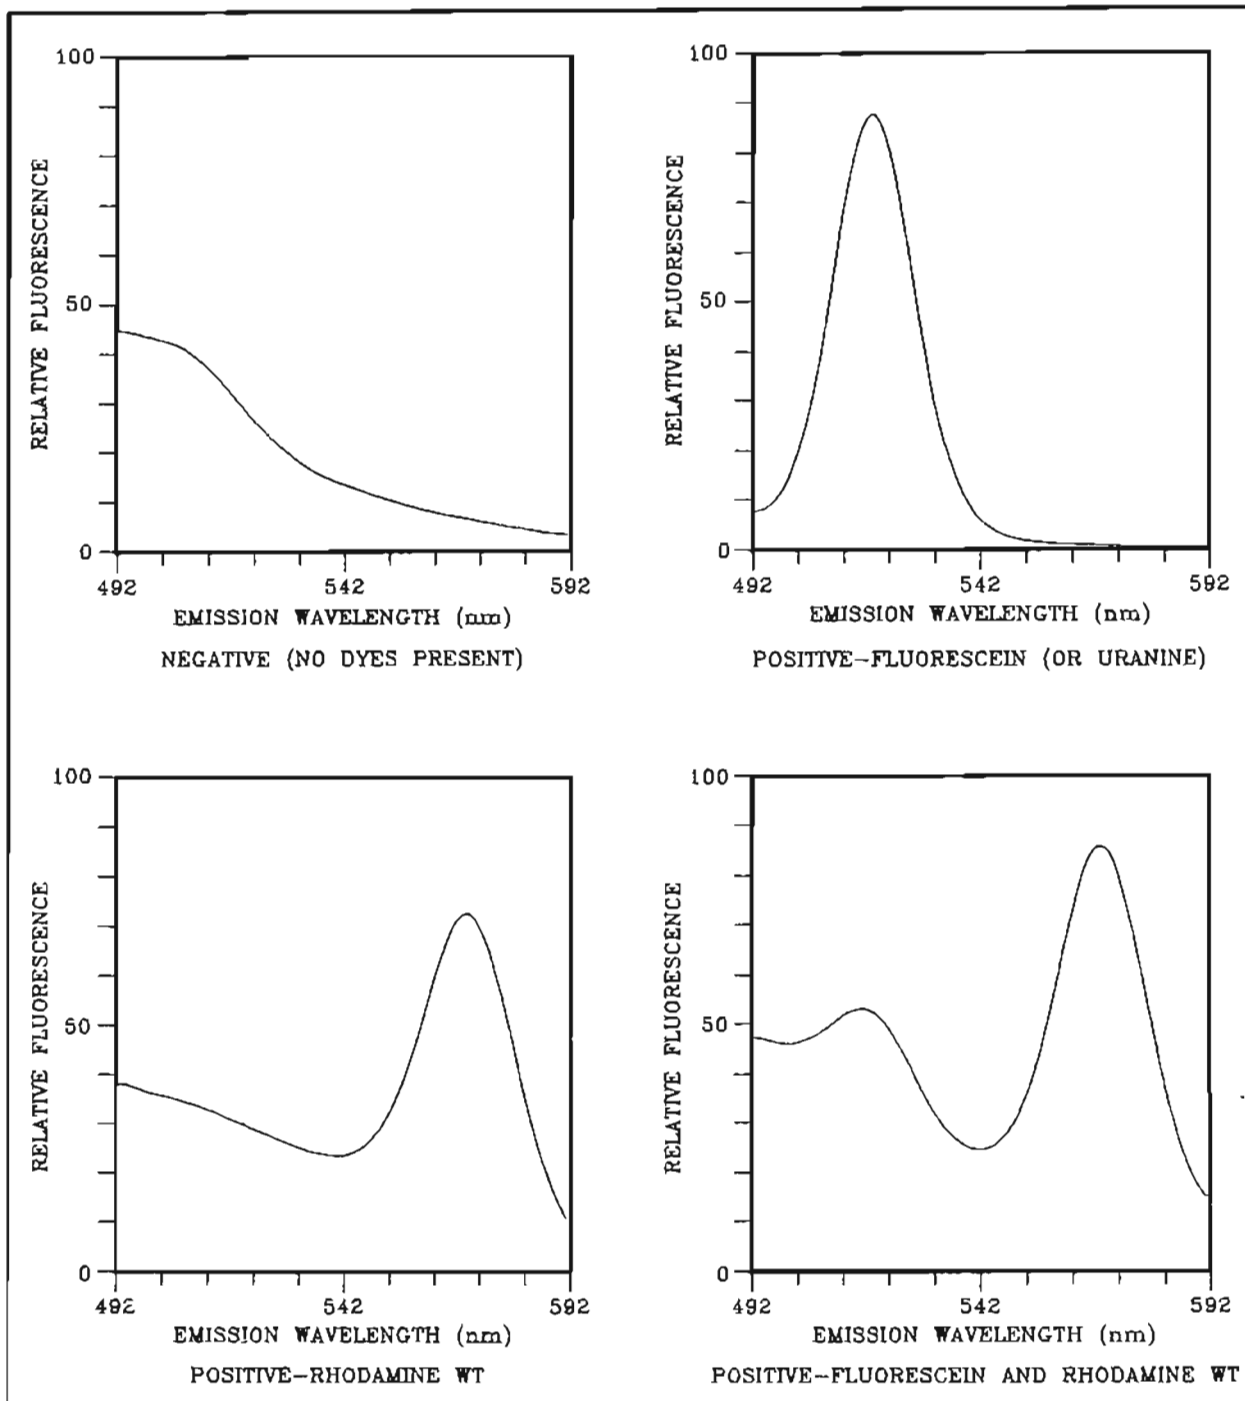 100
50
0
RELATIVE FLUORESCENCE
492 542 592
EMISSION WAVELENGTH (nm)
NEGATIVE (NO DYES PRESENT)
100
50
0
RELATIVE FLUORESCENCE
492 542 592
EMISSION WAVELENGTH (nm)
POSITIVE-FLUORESCEIN (OR URANINE)
100
50
0
RELATIVE FLUORESCENCE
492 542 592
EMISSION WAVELENGTH (nm)
POSITIVE-RHODAMINE WT
100
50
0
RELATIVE FLUORESCENCE
492 542 592
EMISSION WAVELENGTH (nm)
POSITIVE-FLUORESCEIN AND RHODAMINE WT